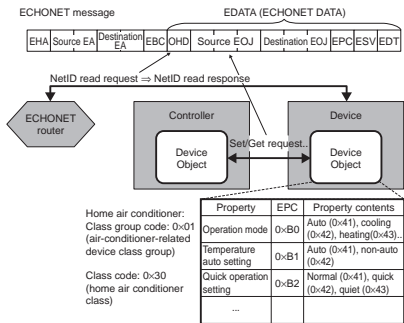 ECHONET message
EDATA (ECHONET DATA)
EHA Source EA Destination EA EBC OHD Source EOJ Destination EOJ EPC ESV EDT
NetID read request ⇒ NetID read response
ECHONET router
Controller
Device
Device Object
Set/Get request..
Device Object
Home air conditioner:
Class group code: 0×01
(air-conditioner-related
device class group)
Class code: 0×30
(home air conditioner
class)
Property EPC Property contents
Operation mode 0×B0 Auto (0×41), cooling (0×42), heating(0×43)..
Temperature auto setting 0×B1 Auto (0×41), non-auto (0×42)
Quick operation setting 0×B2 Normal (0×41), quick (0×42), quiet (0×43)
...